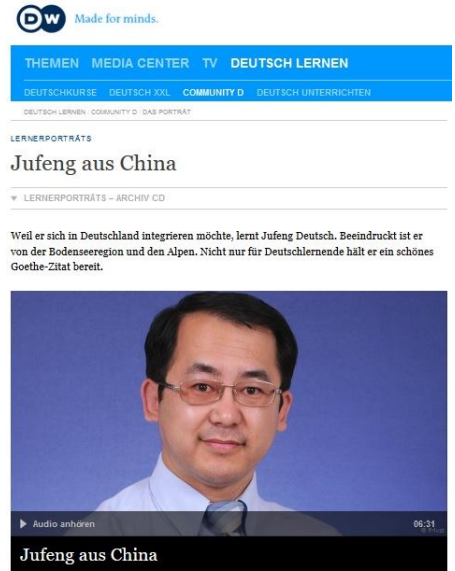 DW Made for minds.
THEMEN MEDIA CENTER TV DEUTSCH LERNEN
DEUTSCHKURSE DEUTSCH XXL COMMUNITY D DEUTSCH UNTERRICHTEN
DEUTSCH LERNEN COMMUNITY D DAS PORTRÄT
LERNERPORTRÄTS
Jufeng aus China
LERNERPORTRÄTS – ARCHIV CD
Weil er sich in Deutschland integrieren möchte, lernt Jufeng Deutsch. Beeindruckt ist er
von der Bodenseeregion und den Alpen. Nicht nur für Deutschlernende hält er ein schönes
Goethe-Zitat bereit.
Audio anhören 06:31
Jufeng aus China